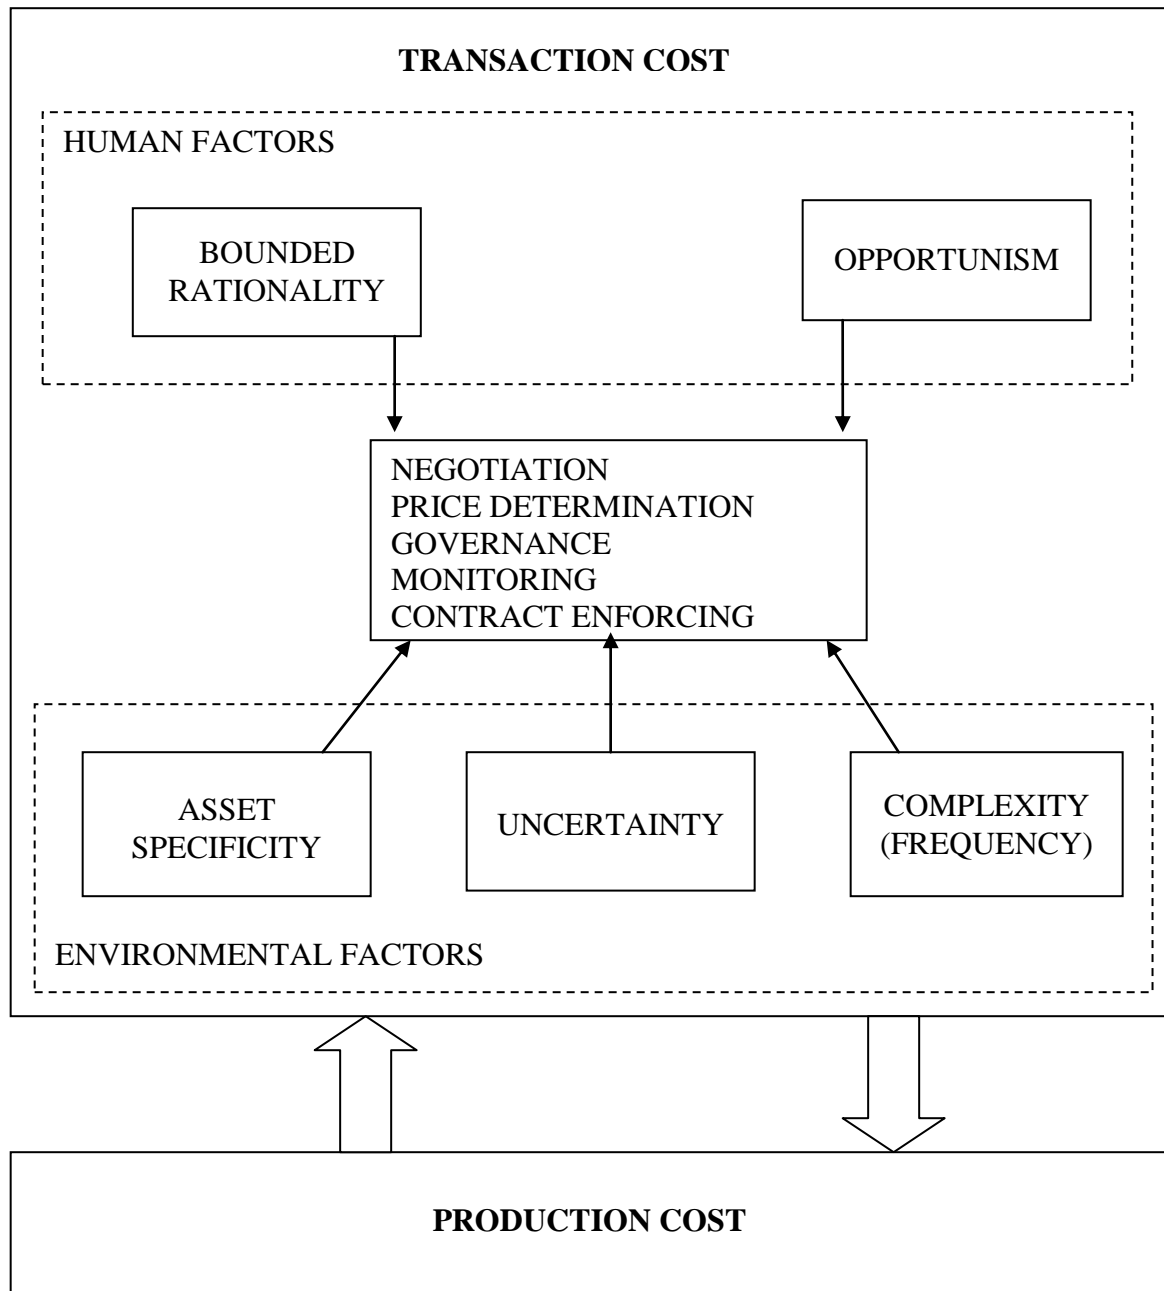 TRANSACTION COST
HUMAN FACTORS
BOUNDED
RATIONALITY
OPPORTUNISM
NEGOTIATION
PRICE DETERMINATION
GOVERNANCE
MONITORING
CONTRACT ENFORCING
ASSET
SPECIFICITY
UNCERTAINTY
COMPLEXITY
(FREQUENCY)
ENVIRONMENTAL FACTORS
PRODUCTION COST